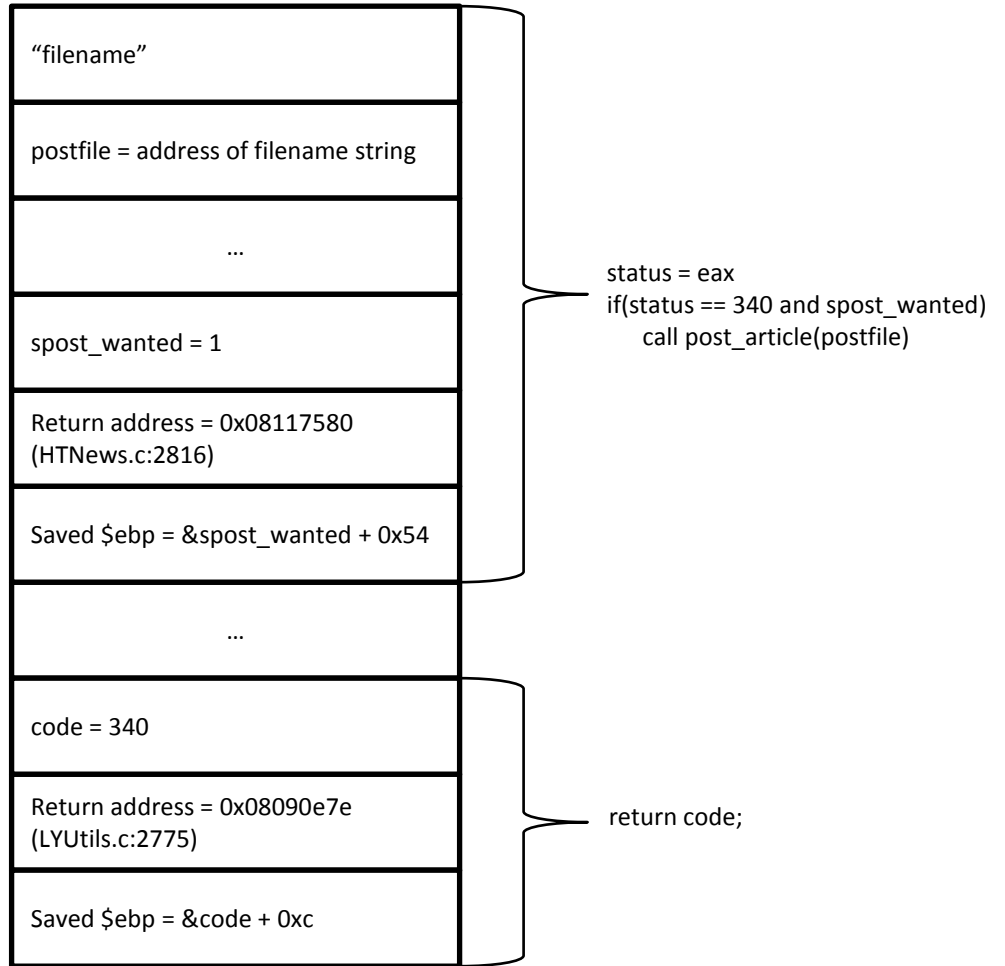 “filename”
postfile = address of filename string
…
spost_wanted = 1
Return address = 0x08117580
(HTNews.c:2816)
Saved $ebp = &spost_wanted + 0x54
…
code = 340
Return address = 0x08090e7e
(LYUtils.c:2775)
Saved $ebp = &code + 0xc
status = eax
if(status == 340 and spost_wanted)
call post_article(postfile)
return code;